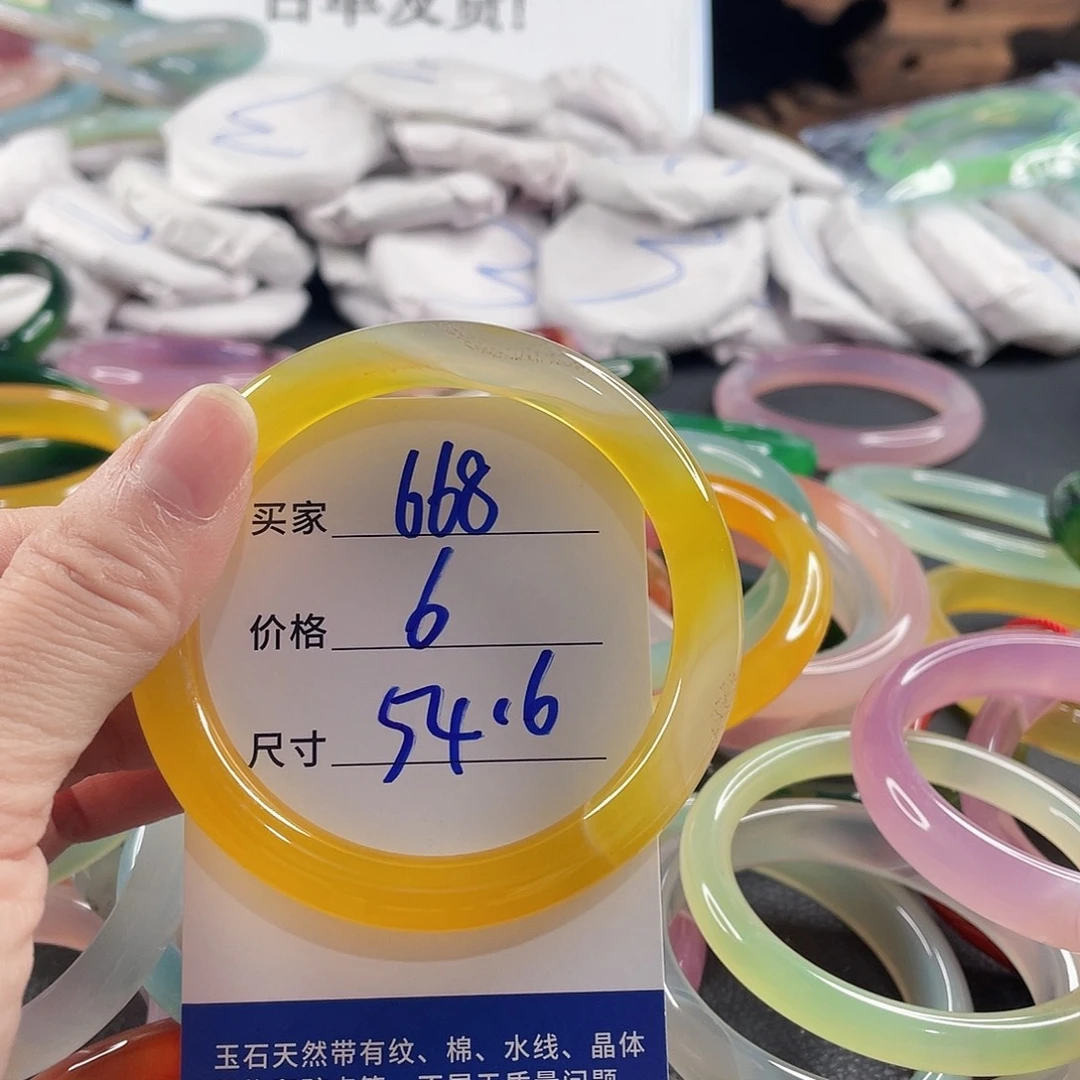 买家 668
价格 6
尺寸 54.6
玉石天然带有纹、棉、水线、晶体